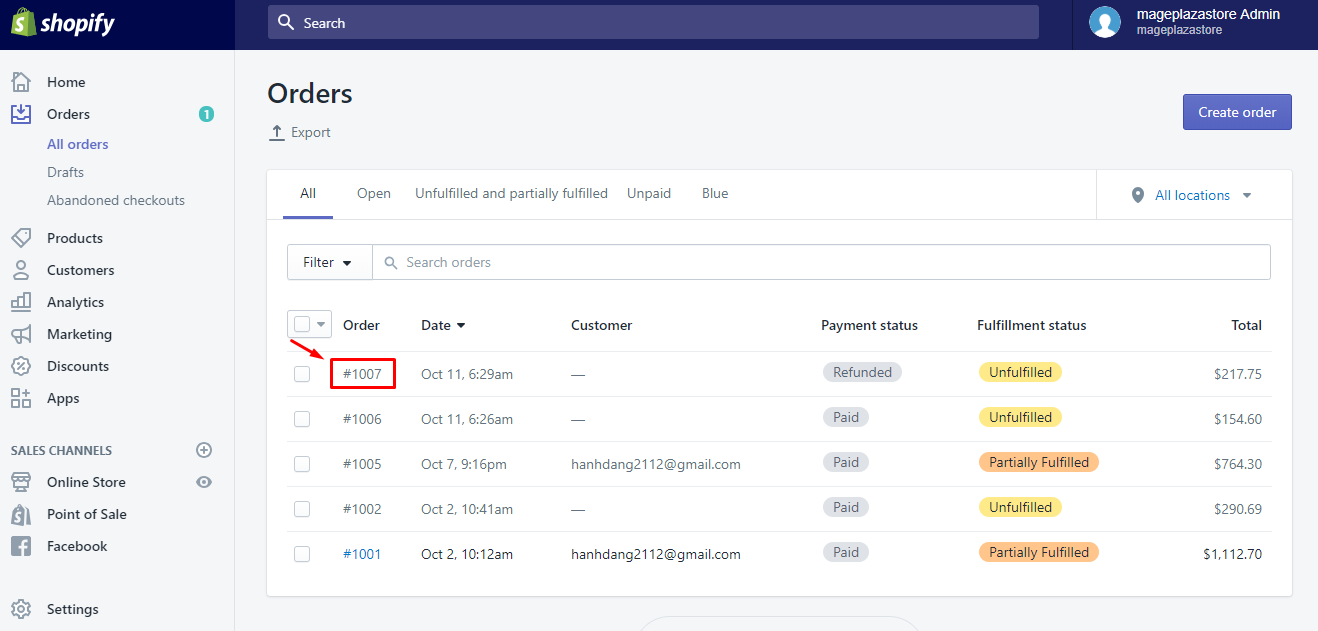 shopify
Search
mageplazastore Admin
mageplazastore
Home
Orders 1
All orders
Drafts
Abandoned checkouts
Products
Customers
Analytics
Marketing
Discounts
Apps
SALES CHANNELS
Online Store
Point of Sale
Facebook
Settings
Orders
Export
Create order
All Open Unfulfilled and partially fulfilled Unpaid Blue All locations
Filter Search orders
Order Date Customer Payment status Fulfillment status Total
#1007 Oct 11, 6:29am — Refunded Unfulfilled $217.75
#1006 Oct 11, 6:26am — Paid Unfulfilled $154.60
#1005 Oct 7, 9:16pm hanhdang2112@gmail.com Paid Partially Fulfilled $764.30
#1002 Oct 2, 10:41am — Paid Unfulfilled $290.69
#1001 Oct 2, 10:12am hanhdang2112@gmail.com Paid Partially Fulfilled $1,112.70